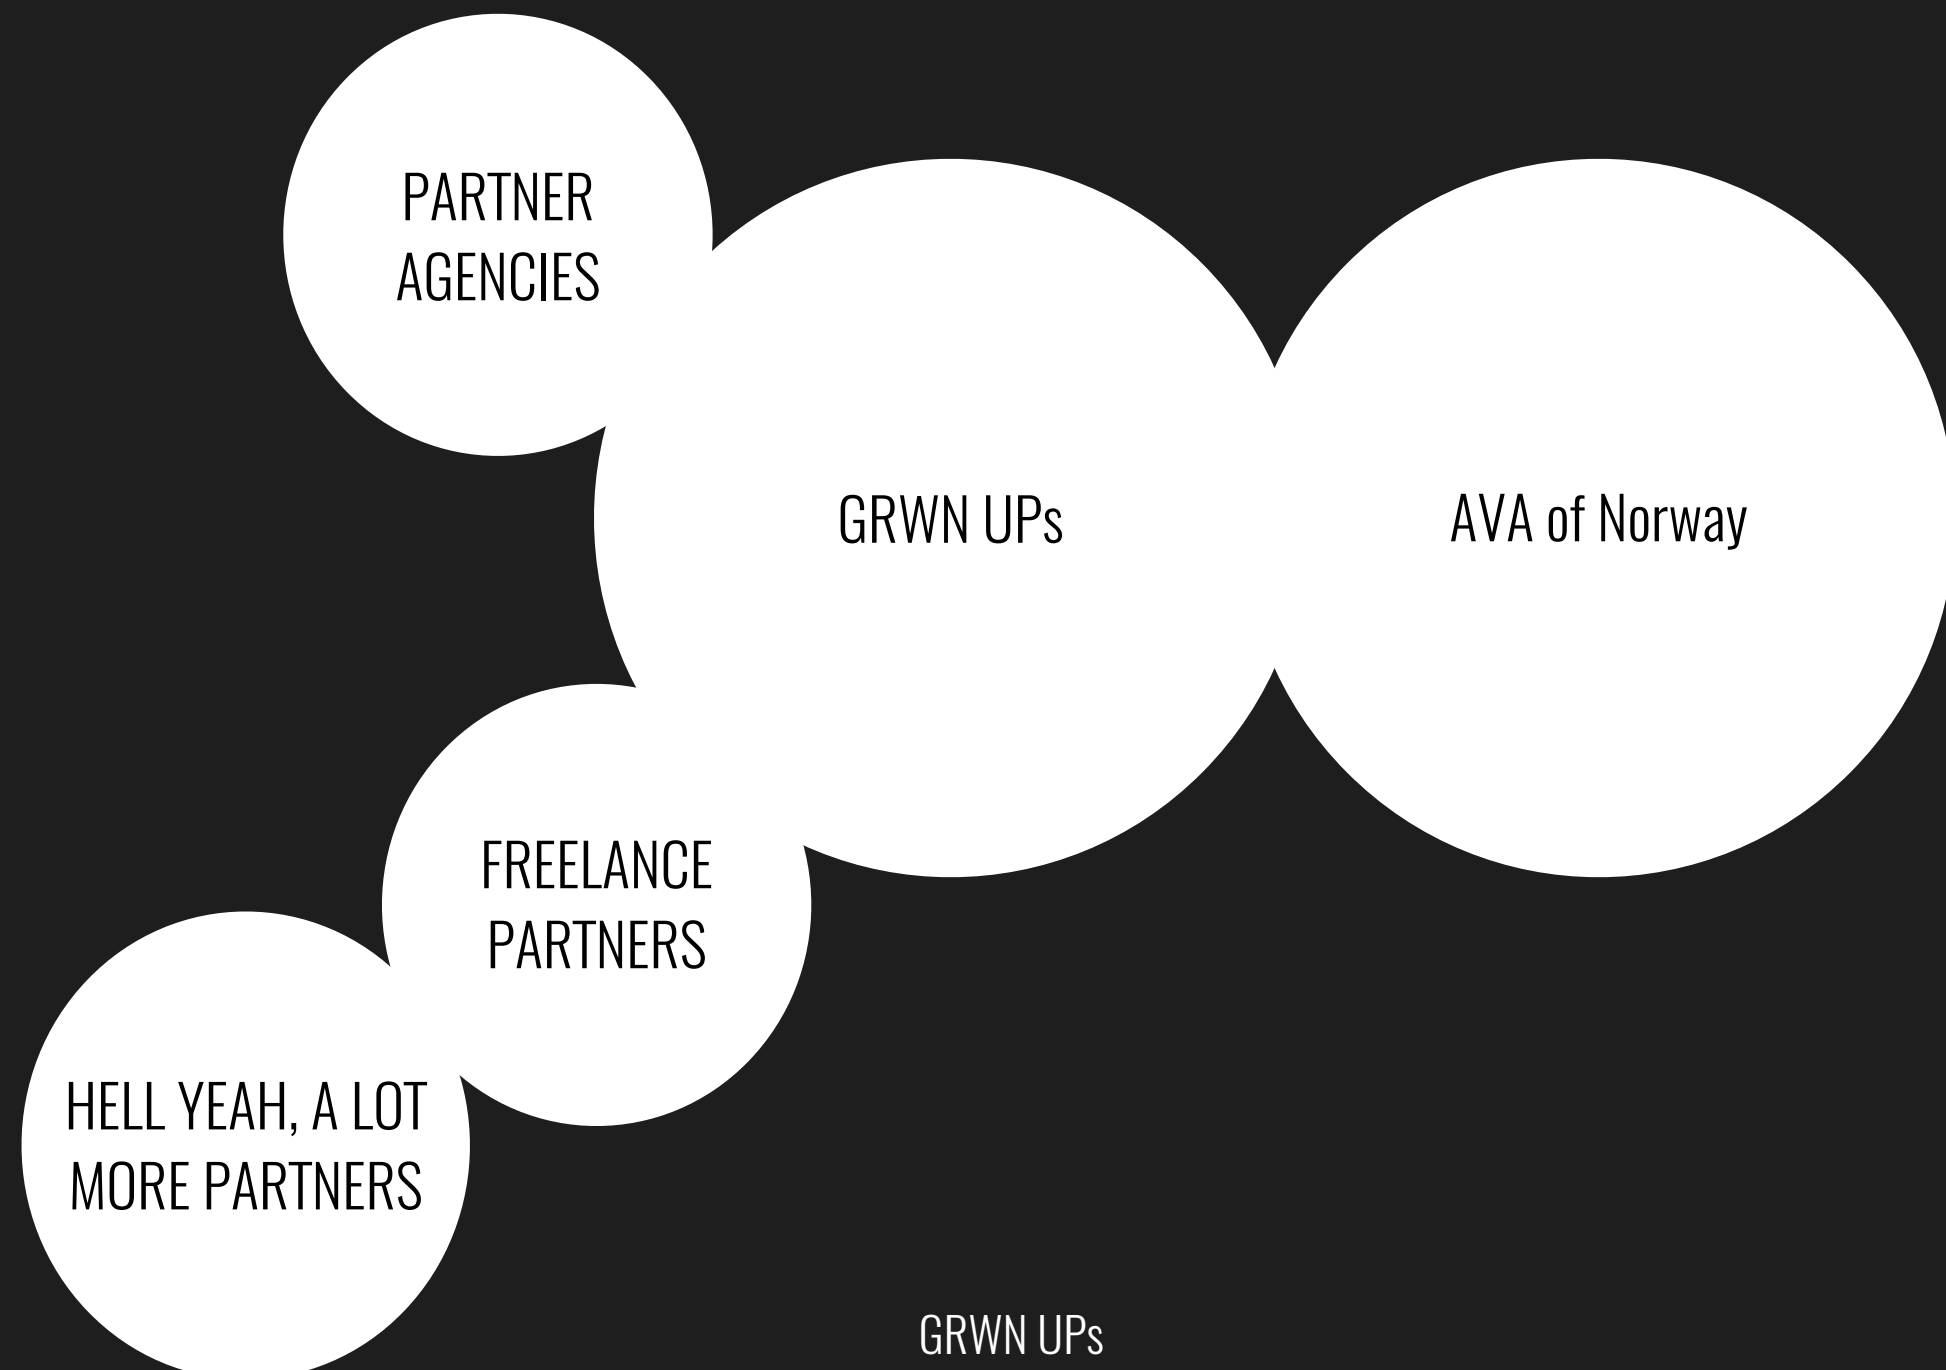 PARTNER
AGENCIES
GRWN UPs
AVA of Norway
FREELANCE
PARTNERS
HELL YEAH, A LOT
MORE PARTNERS
GRWN UPs